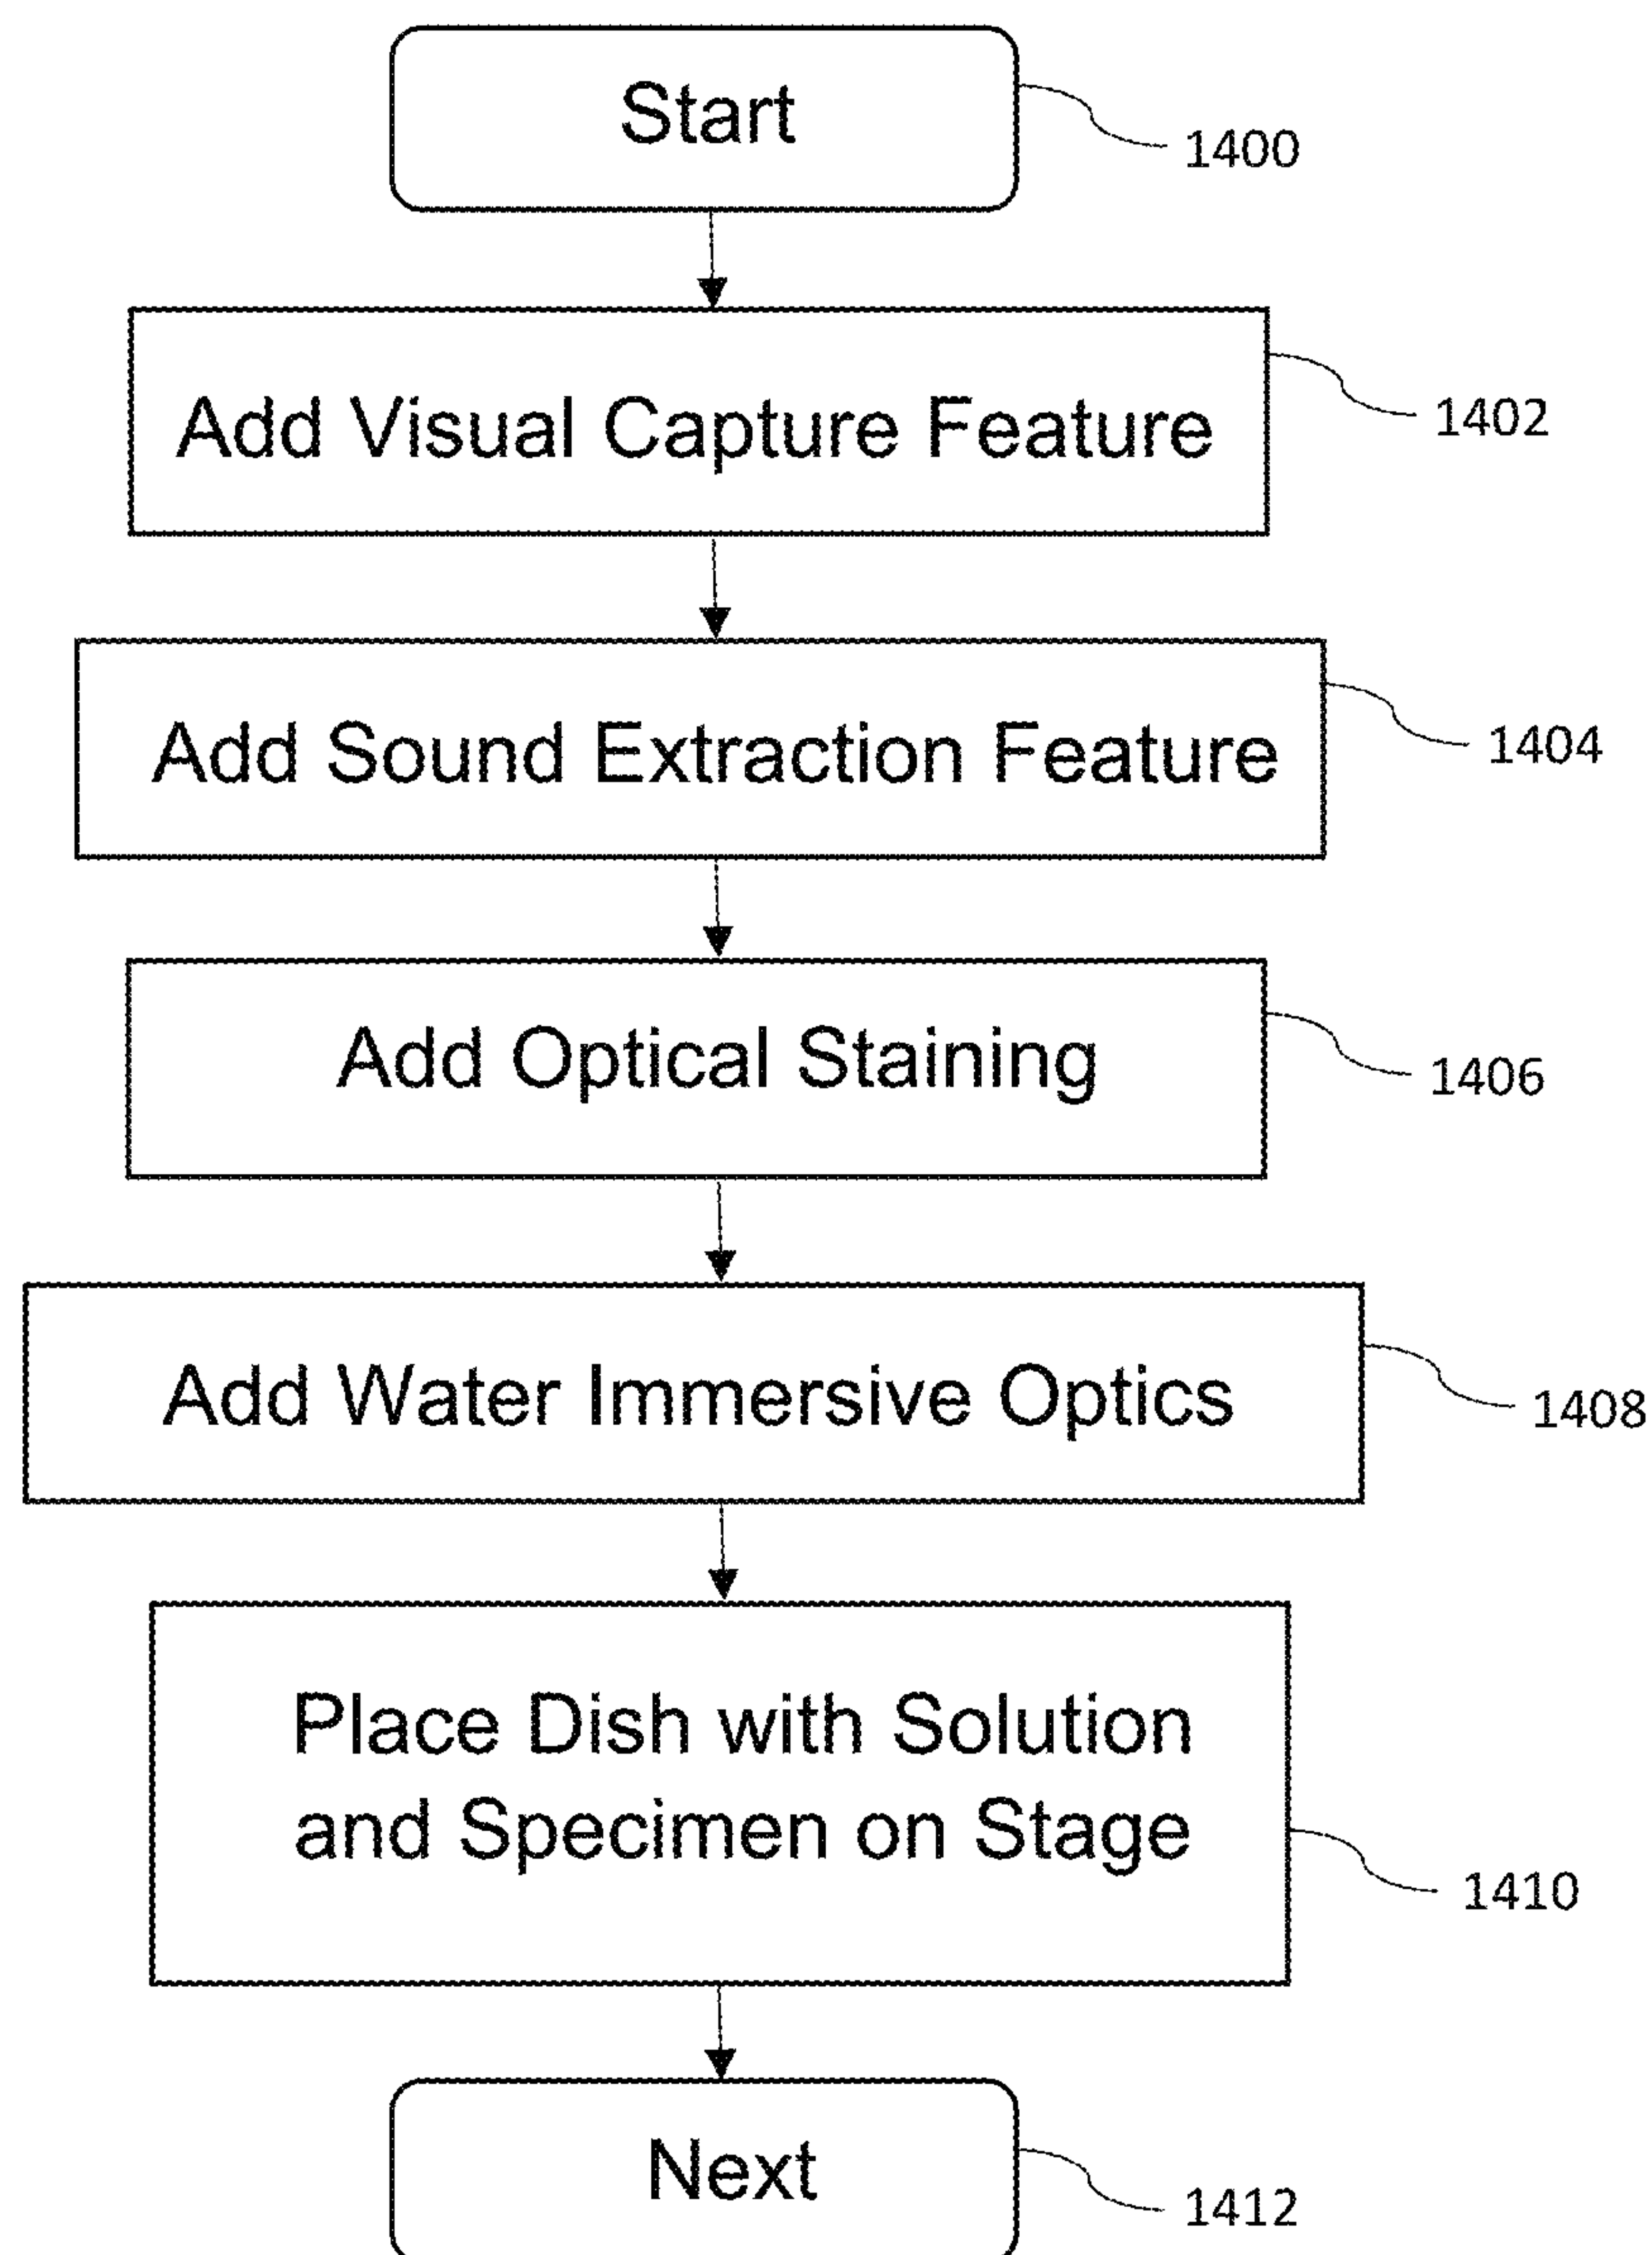 Start
1400
Add Visual Capture Feature
1402
Add Sound Extraction Feature
1404
Add Optical Staining
1406
Add Water Immersive Optics
1408
Place Dish with Solution
and Specimen on Stage
1410
Next
1412